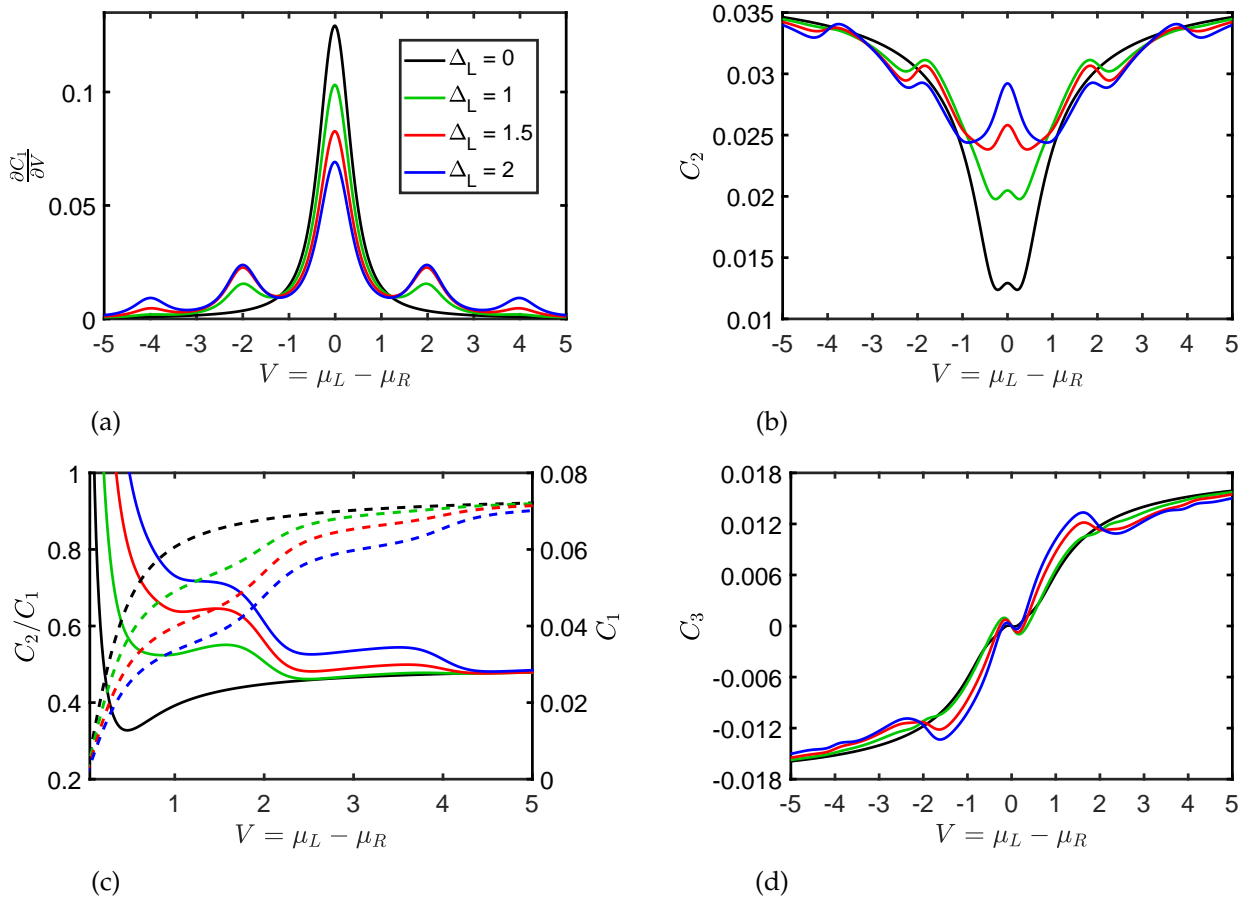 ∂C₁/∂V
0.1
0.05
0
-5 -4 -3 -2 -1 0 1 2 3 4 5
V = μ_L − μ_R
Δ_L = 0
Δ_L = 1
Δ_L = 1.5
Δ_L = 2
(a)
C₂
0.035
0.03
0.025
0.02
0.015
0.01
-5 -4 -3 -2 -1 0 1 2 3 4 5
V = μ_L − μ_R
(b)
C₂/C₁
1
0.8
0.6
0.4
0.2
1 2 3 4 5
V = μ_L − μ_R
0.08
0.06
0.04
0.02
0
C₁
(c)
C₃
0.018
0.012
0.006
0
-0.006
-0.012
-0.018
-5 -4 -3 -2 -1 0 1 2 3 4 5
V = μ_L − μ_R
(d)